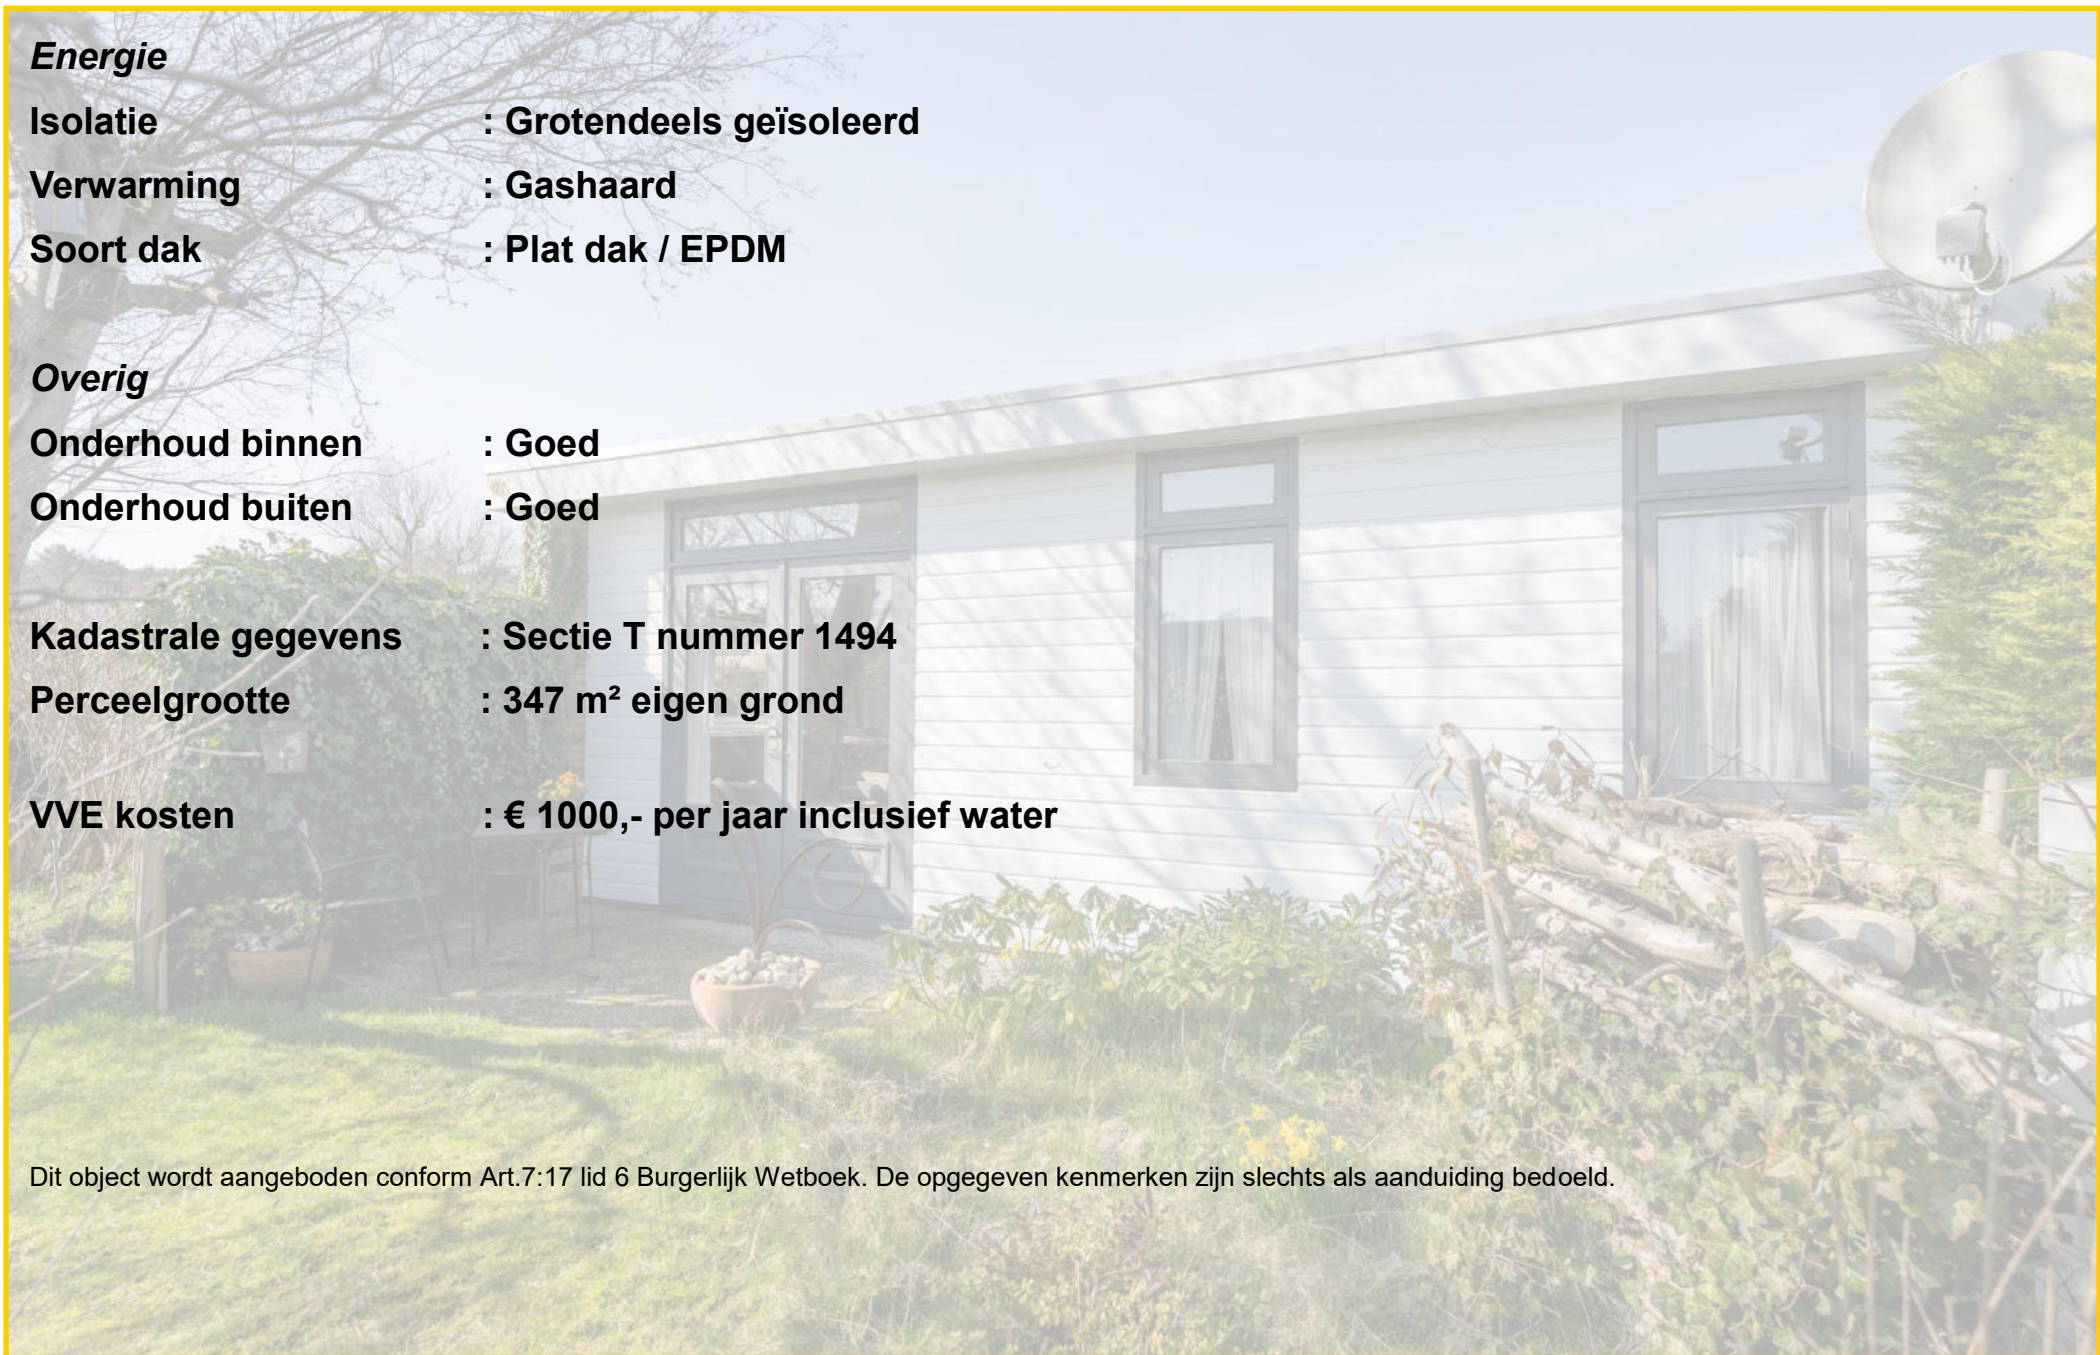 Energie
Isolatie : Grotendeels geïsoleerd
Verwarming : Gashaard
Soort dak : Plat dak / EPDM
Overig
Onderhoud binnen : Goed
Onderhoud buiten : Goed
Kadastrale gegevens : Sectie T nummer 1494
Perceelgrootte : 347 m² eigen grond
VVE kosten : € 1000,- per jaar inclusief water
Dit object wordt aangeboden conform Art.7:17 lid 6 Burgerlijk Wetboek. De opgegeven kenmerken zijn slechts als aanduiding bedoeld.